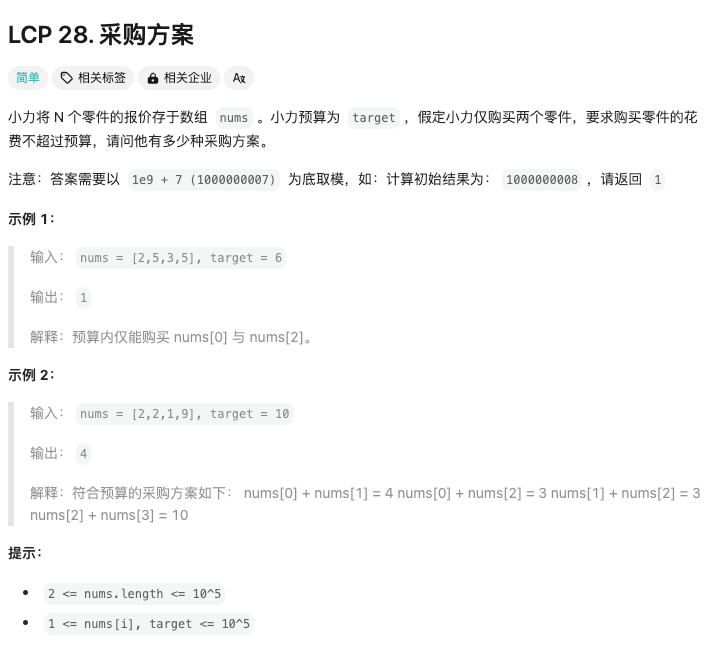 LCP 28. 采购方案
简单 相关标签 相关企业 Ax
小力将 N 个零件的报价存于数组 nums 。小力预算为 target ，假定小力仅购买两个零件，要求购买零件的花
费不超过预算，请问他有多少种采购方案。
注意：答案需要以 1e9 + 7 (1000000007) 为底取模，如：计算初始结果为： 1000000008 ，请返回 1
示例 1：
输入： nums = [2,5,3,5], target = 6
输出： 1
解释：预算内仅能购买 nums[0] 与 nums[2]。
示例 2：
输入： nums = [2,2,1,9], target = 10
输出： 4
解释：符合预算的采购方案如下： nums[0] + nums[1] = 4 nums[0] + nums[2] = 3 nums[1] + nums[2] = 3
nums[2] + nums[3] = 10
提示：
• 2 <= nums.length <= 10^5
• 1 <= nums[i], target <= 10^5